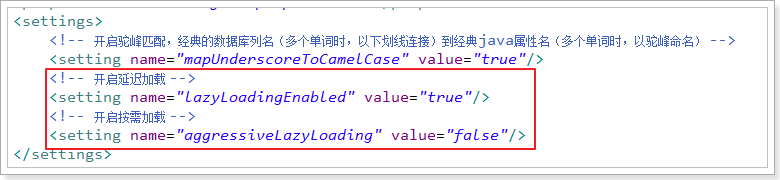 <settings>
<!-- 开启驼峰匹配，经典的数据库列名（多个单词时，以下划线连接）到经典java属性名（多个单词时，以驼峰命名） -->
<setting name="mapUnderscoreToCamelCase" value="true"/>
<!-- 开启延迟加载 -->
<setting name="lazyLoadingEnabled" value="true"/>
<!-- 开启按需加载 -->
<setting name="aggressiveLazyLoading" value="false"/>
</settings>